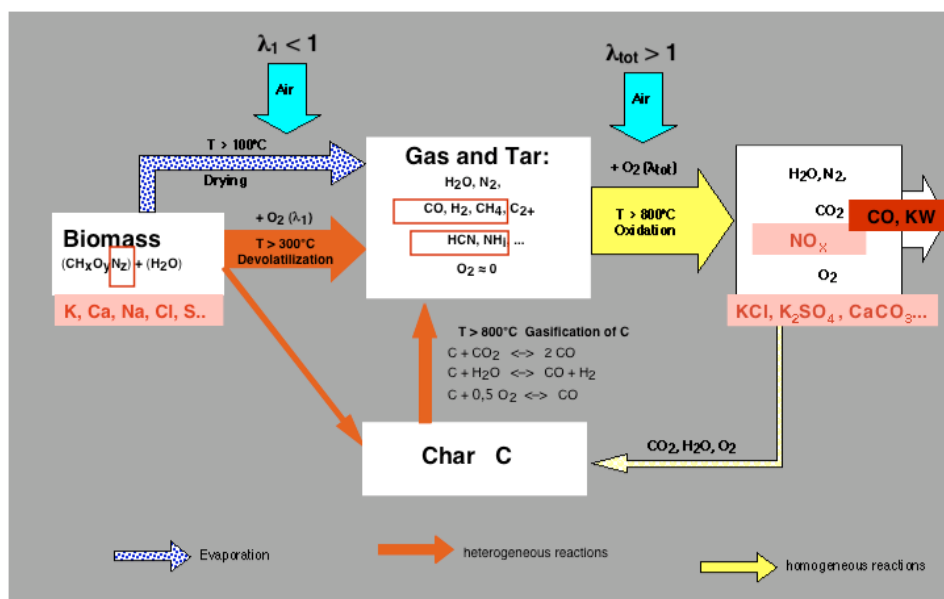 λ₁ < 1
λtot > 1
Air
Air
T > 100°C
Drying
Gas and Tar:
H₂O, N₂,
CO, H₂, CH₄, C₂₊
HCN, NHᵢ, ...
O₂ ≈ 0
+ O₂ (λtot)
T > 800°C
Oxidation
H₂O, N₂,
CO₂
NOₓ
O₂
CO, KW
KCl, K₂SO₄, CaCO₃...
+ O₂ (λ₁)
T > 300°C
Devolatilization
Biomass
(CHₓOᵧN_z) + (H₂O)
K, Ca, Na, Cl, S..
T > 800°C Gasification of C
C + CO₂ <-> 2 CO
C + H₂O <-> CO + H₂
C + 0,5 O₂ <-> CO
Char C
CO₂, H₂O, O₂
Evaporation
heterogeneous reactions
homogeneous reactions